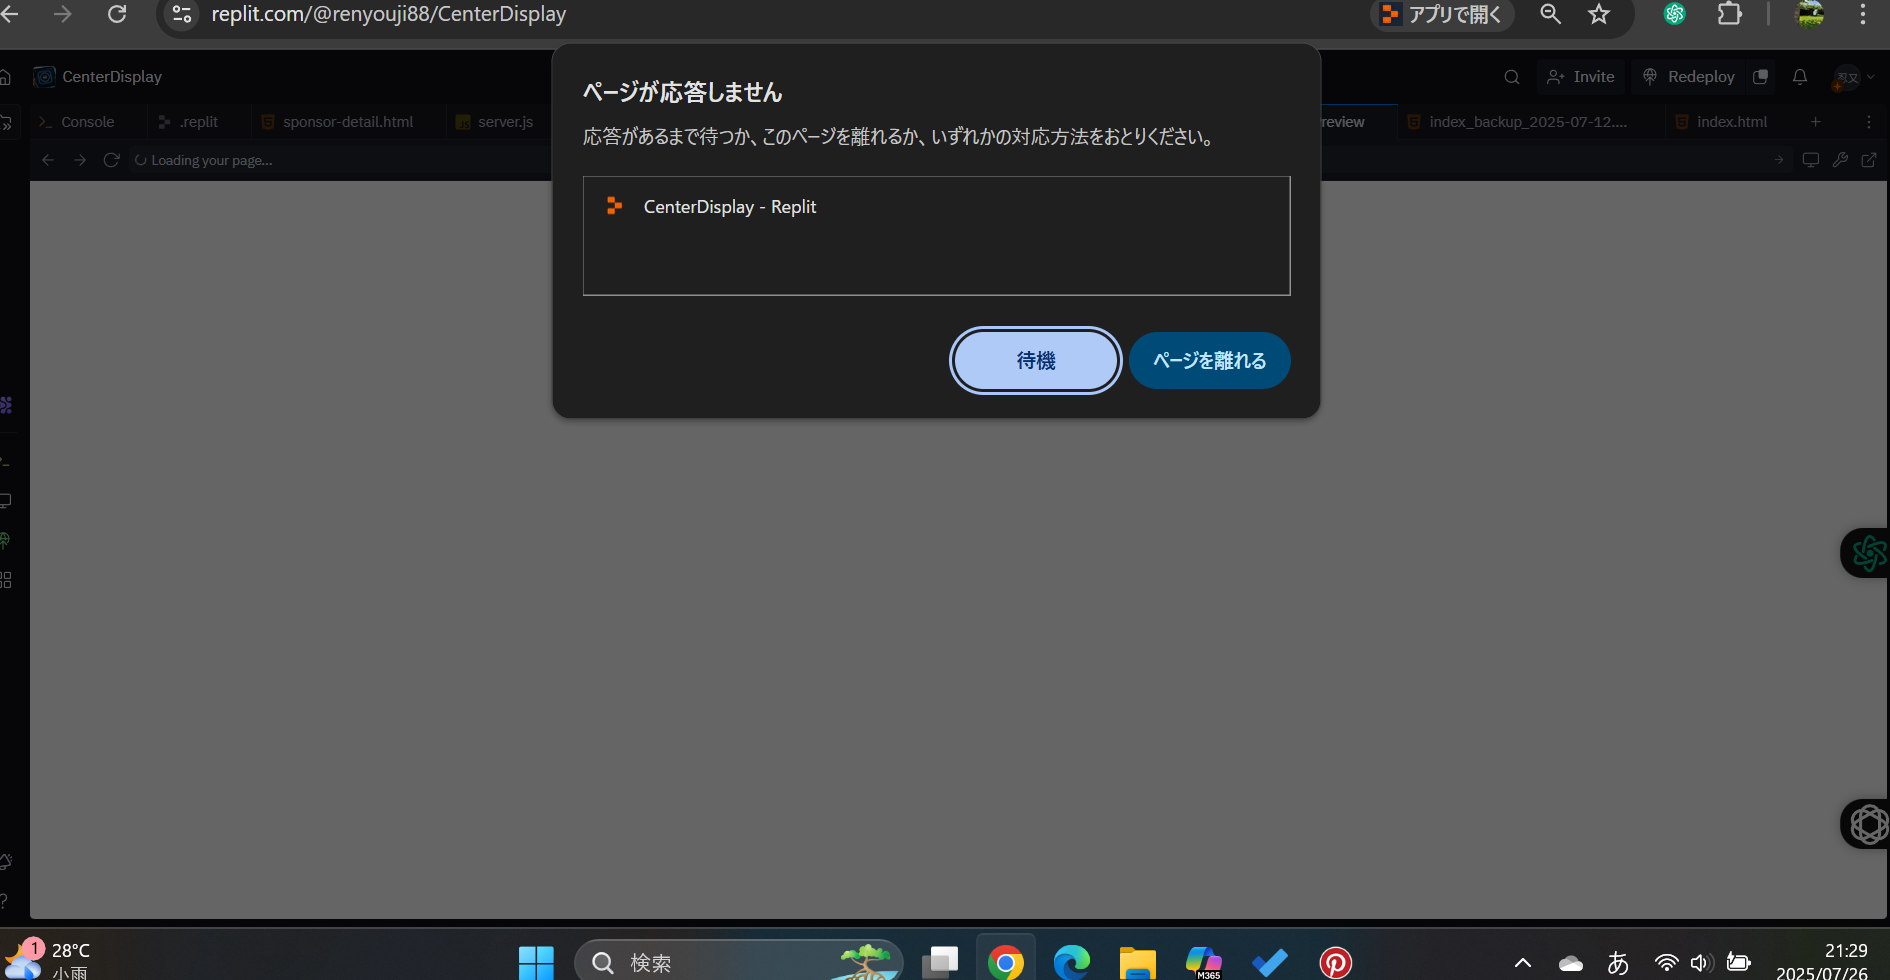 replit.com/@renyouji88/CenterDisplay
アプリで開く
CenterDisplay
Invite
Redeploy
Console
.replit
sponsor-detail.html
server.js
review
index_backup_2025-07-12....
index.html
Loading your page...
ページが応答しません
応答があるまで待つか、このページを離れるか、いずれかの対応方法をおとりください。
CenterDisplay - Replit
待機
ページを離れる
1
28°C
小雨
検索
M365
あ
21:29
2025/07/26